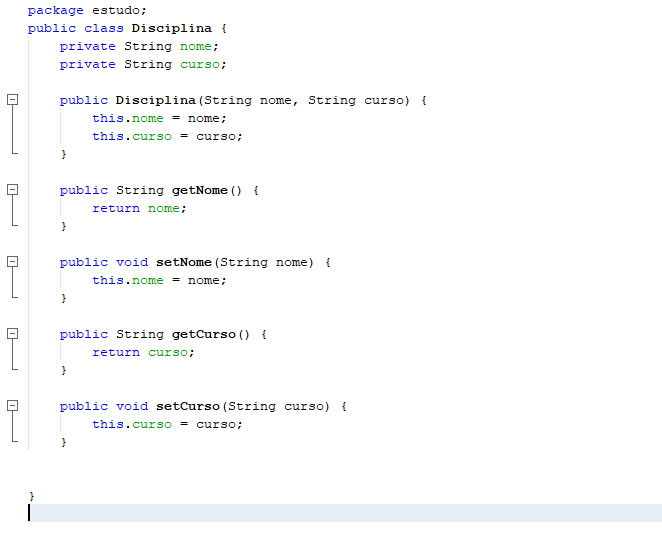 package estudo;
public class Disciplina {
    private String nome;
    private String curso;

    public Disciplina(String nome, String curso) {
        this.nome = nome;
        this.curso = curso;
    }

    public String getNome() {
        return nome;
    }

    public void setNome(String nome) {
        this.nome = nome;
    }

    public String getCurso() {
        return curso;
    }

    public void setCurso(String curso) {
        this.curso = curso;
    }


}